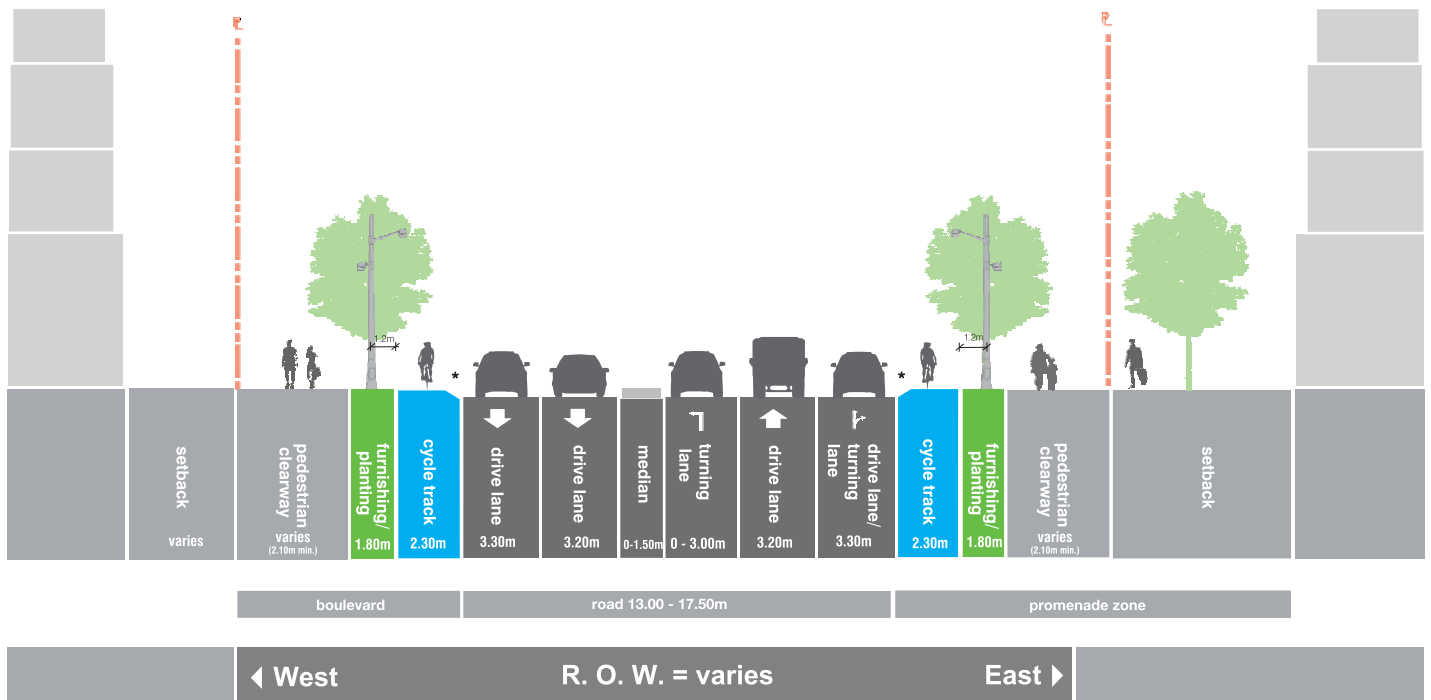 PL
PL
1.2m
1.2m
*
*
setback
varies
pedestrian
clearway
varies
(2.10m min.)
furnishing/
planting
1.80m
cycle track
2.30m
drive lane
3.30m
drive lane
3.20m
median
0-1.50m
turning
lane
0 - 3.00m
drive lane
3.20m
drive lane/
turning
lane
3.30m
cycle track
2.30m
furnishing/
planting
1.80m
pedestrian
clearway
varies
(2.10m min.)
setback
boulevard
road 13.00 - 17.50m
promenade zone
West
R. O. W. = varies
East